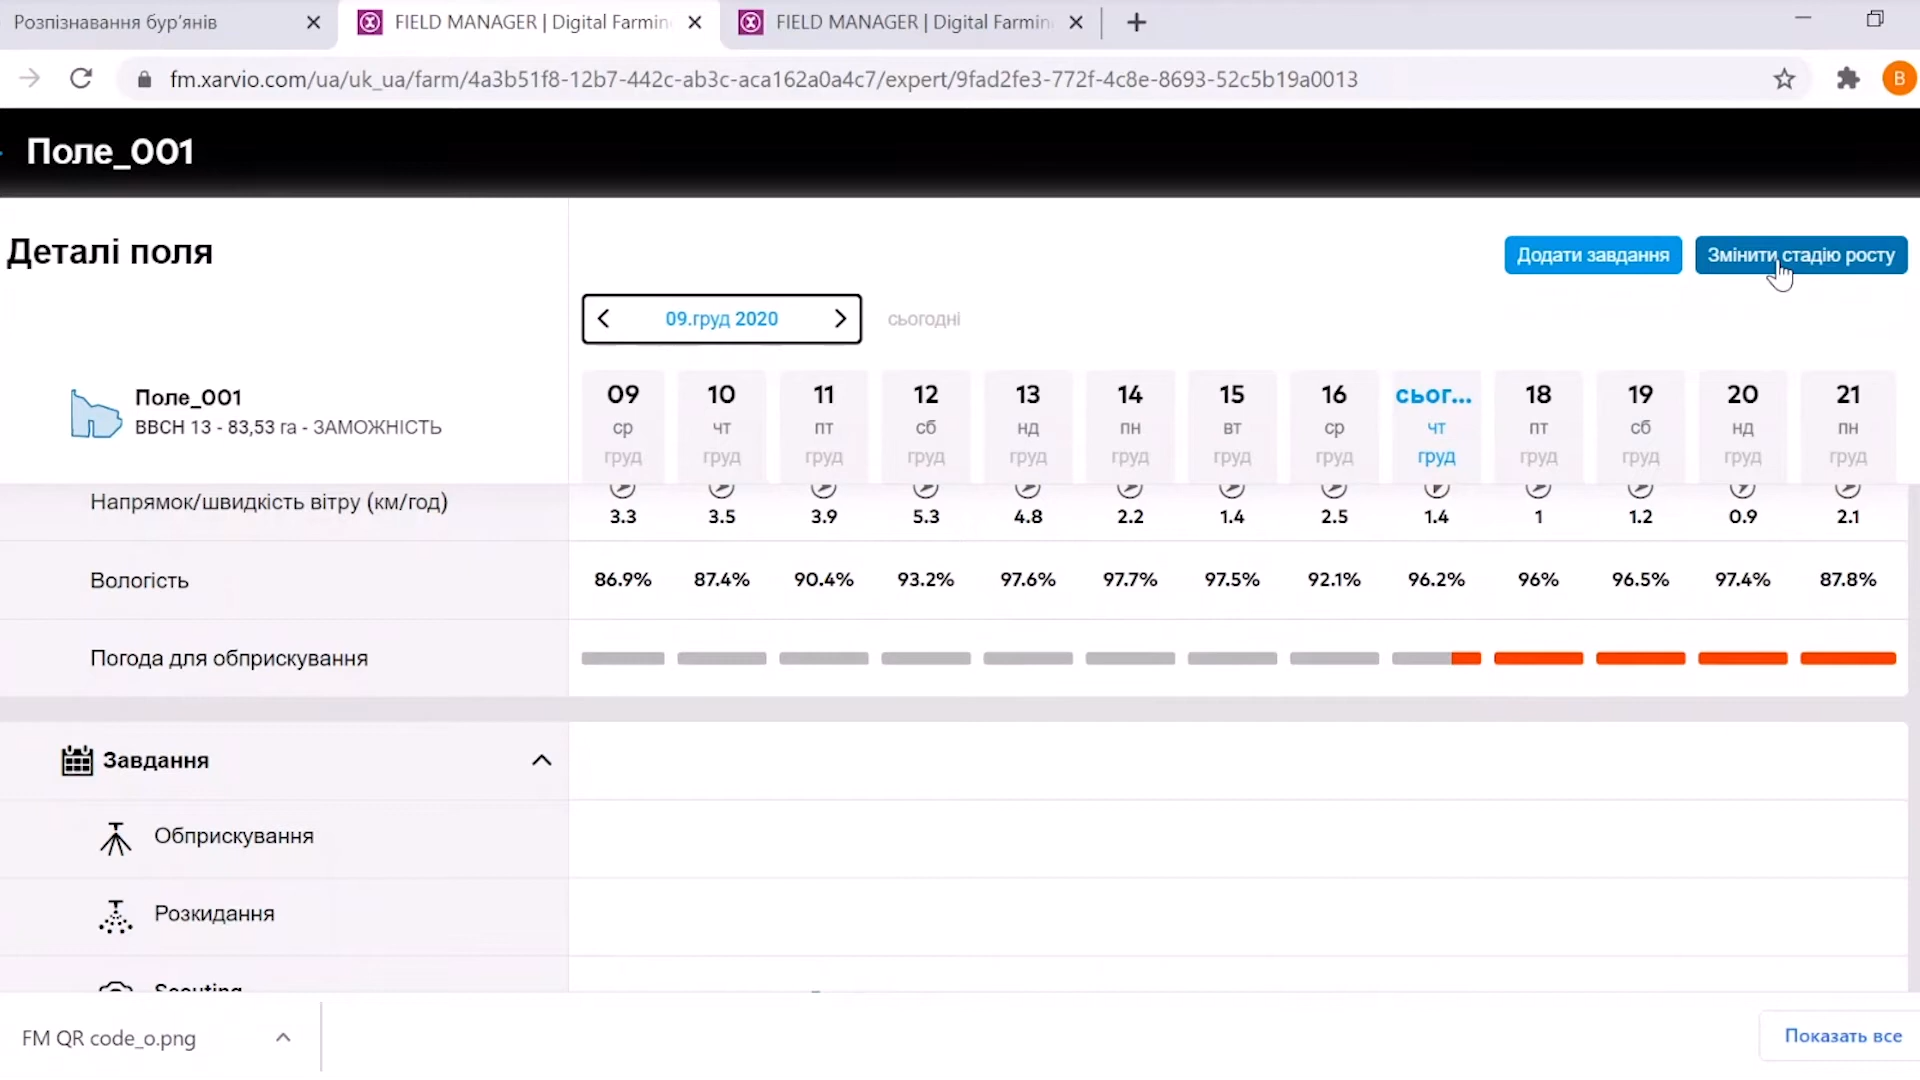 Розпізнавання бур'янів
FIELD MANAGER | Digital Farmin
FIELD MANAGER | Digital Farmin
fm.xarvio.com/ua/uk_ua/farm/4a3b51f8-12b7-442c-ab3c-aca162a0a4c7/expert/9fad2fe3-772f-4c8e-8693-52c5b19a0013
B
Поле_001
Деталі поля
Додати завдання
Змінити стадію росту
09.груд 2020
сьогодні
Поле_001
BBCH 13 - 83,53 га - ЗАМОЖНІСТЬ
09 10 11 12 13 14 15 16 сьог... 18 19 20 21
ср чт пт сб нд пн вт ср чт пт сб нд пн
груд груд груд груд груд груд груд груд груд груд груд груд груд
Напрямок/швидкість вітру (км/год)
3.3 3.5 3.9 5.3 4.8 2.2 1.4 2.5 1.4 1 1.2 0.9 2.1
Вологість
86.9% 87.4% 90.4% 93.2% 97.6% 97.7% 97.5% 92.1% 96.2% 96% 96.5% 97.4% 87.8%
Погода для обприскування
Завдання
Обприскування
Розкидання
Scouting
FM QR code_o.png
Показать все